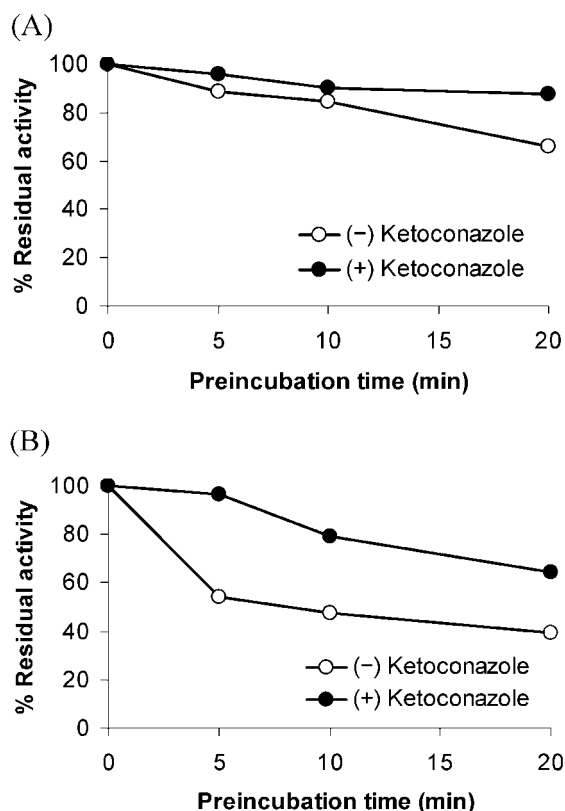 (A)
% Residual activity
100
80
60
40
20
0
(−) Ketoconazole
(+) Ketoconazole
0 5 10 15 20
Preincubation time (min)
(B)
% Residual activity
100
80
60
40
20
0
(−) Ketoconazole
(+) Ketoconazole
0 5 10 15 20
Preincubation time (min)